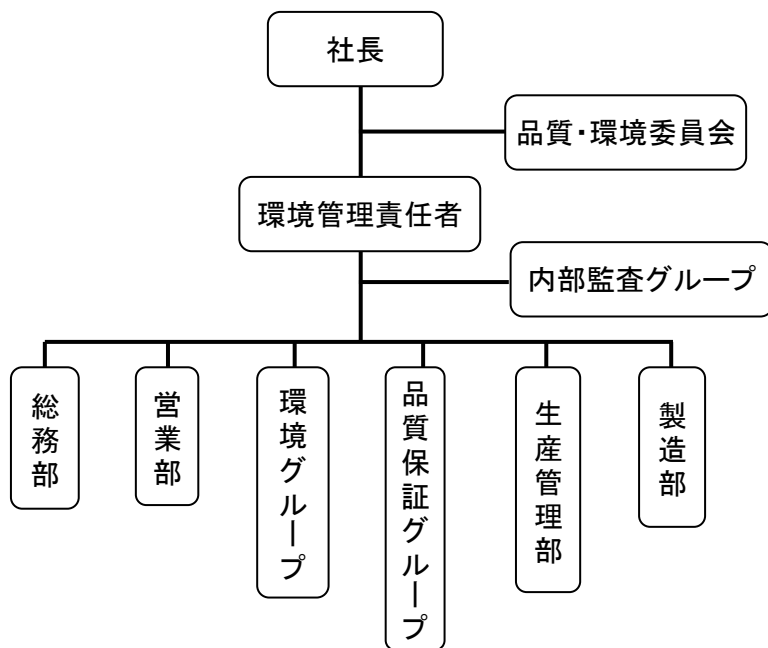 社長
品質・環境委員会
環境管理責任者
内部監査グループ
総務部
営業部
環境グループ
品質保証グループ
生産管理部
製造部